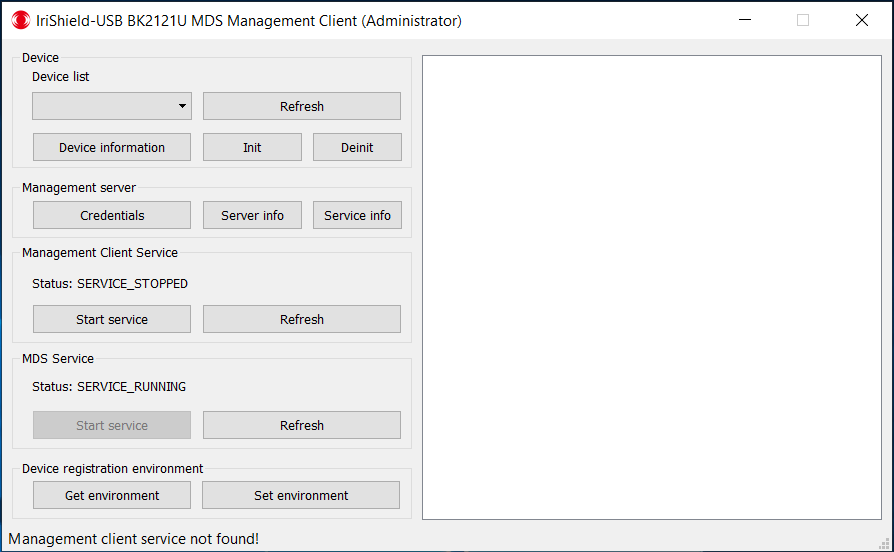 IriShield-USB BK2121U MDS Management Client (Administrator)
Device
Device list
Refresh
Device information
Init
Deinit
Management server
Credentials
Server info
Service info
Management Client Service
Status: SERVICE_STOPPED
Start service
Refresh
MDS Service
Status: SERVICE_RUNNING
Start service
Refresh
Device registration environment
Get environment
Set environment
Management client service not found!